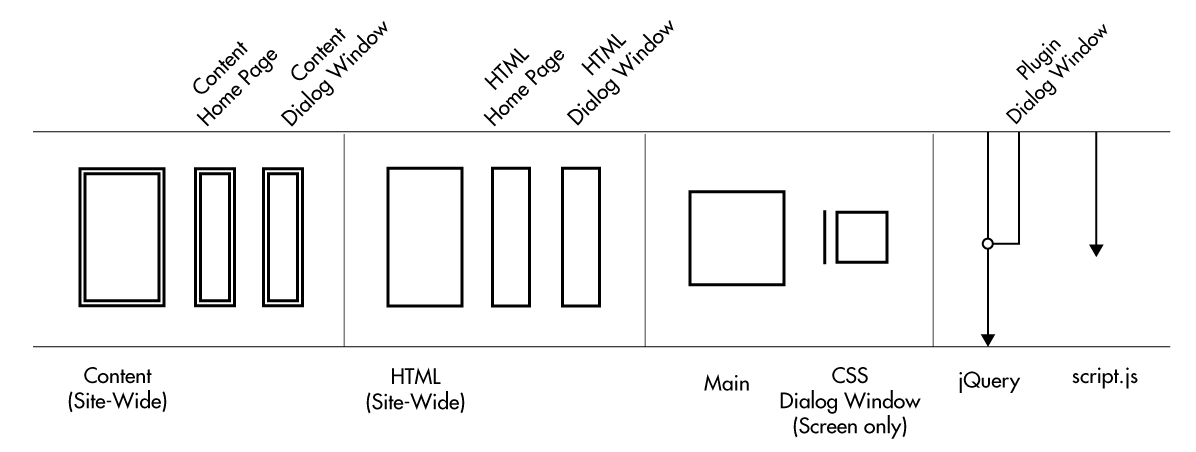 Content
Home Page
Content
Dialog Window
HTML
Home Page
HTML
Dialog Window
Plugin
Dialog Window
Content
(Site-Wide)
HTML
(Site-Wide)
Main
CSS
Dialog Window
(Screen only)
jQuery
script.js